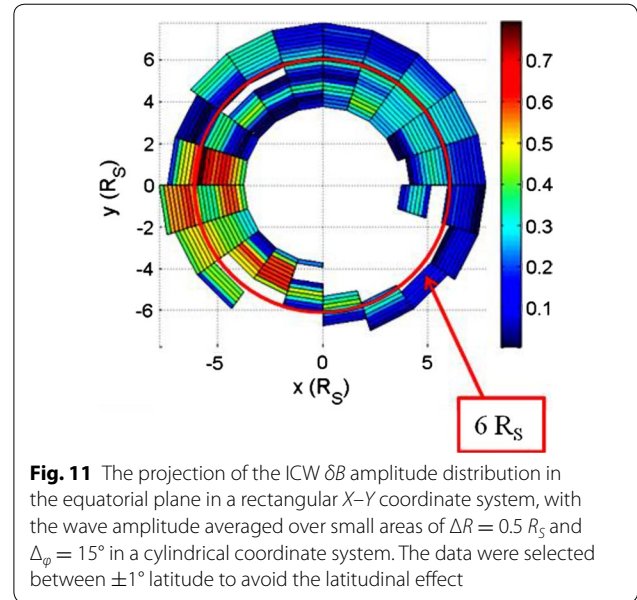 6
4
2
0
-2
-4
-6
y (R_S)
-5
0
5
x (R_S)
0.7
0.6
0.5
0.4
0.3
0.2
0.1
6 R_S
Fig. 11 The projection of the ICW δB amplitude distribution in
the equatorial plane in a rectangular X–Y coordinate system, with
the wave amplitude averaged over small areas of ΔR = 0.5 R_S and
Δ_φ = 15° in a cylindrical coordinate system. The data were selected
between ±1° latitude to avoid the latitudinal effect